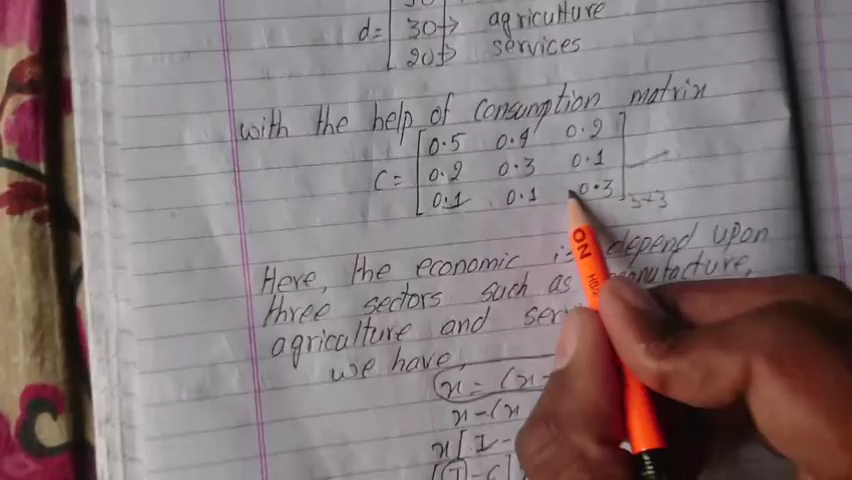 d = [ 30 → agriculture
20 → services
with the help of Consumption matrix
0.5 0.4 0.2
C = 0.2 0.3 0.1
0.1 0.1 0.3 3×3
Here, the economic is depend upon
three sectors such as manufacture,
agriculture and
we have,
x = (x
x - (x
x [ I -
[ I - C ]